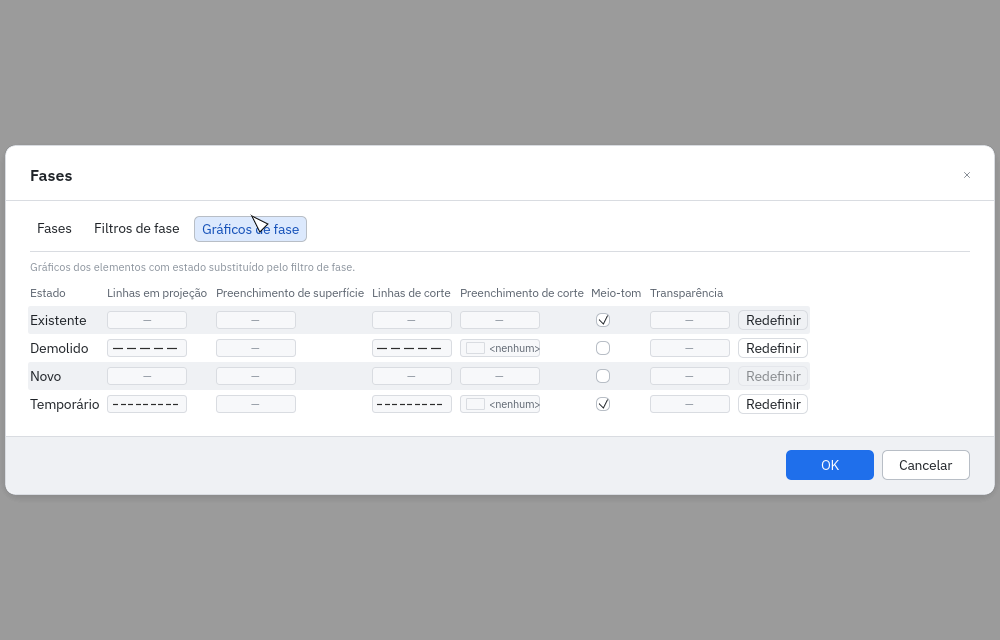 Fases
×
Fases Filtros de fase Gráficos de fase
Gráficos dos elementos com estado substituído pelo filtro de fase.
Estado Linhas em projeção Preenchimento de superfície Linhas de corte Preenchimento de corte Meio-tom Transparência
Existente — — — — — Redefinir
Demolido — <nenhum> — Redefinir
Novo — — — — — Redefinir
Temporário — <nenhum> — Redefinir
OK Cancelar